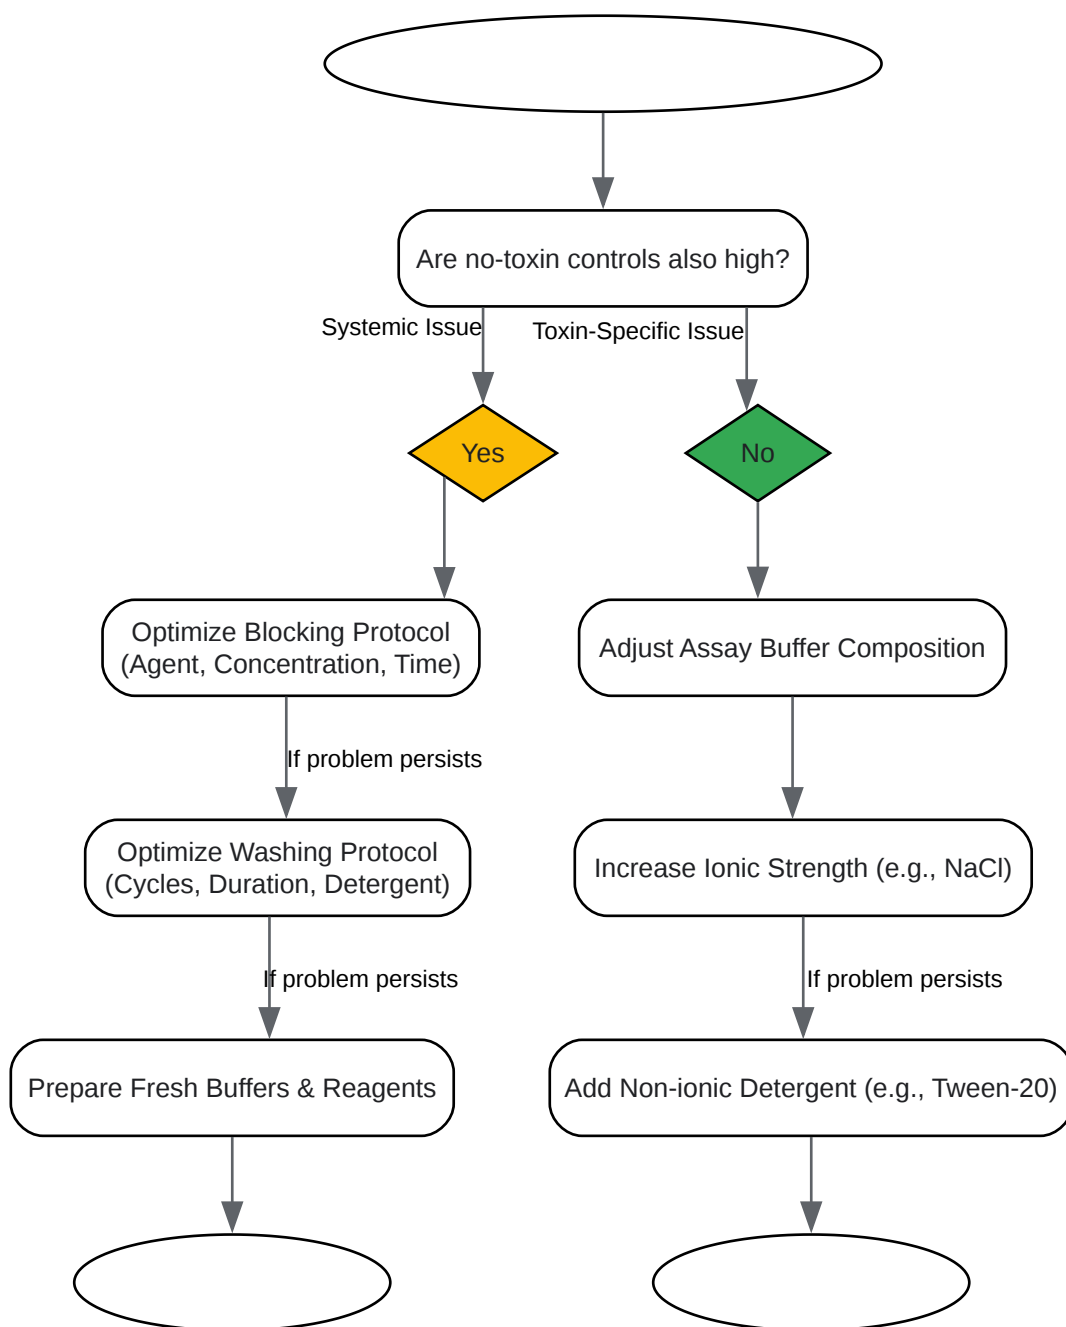 Are no-toxin controls also high?
Systemic Issue
Toxin-Specific Issue
Yes
No
Optimize Blocking Protocol
(Agent, Concentration, Time)
Adjust Assay Buffer Composition
If problem persists
Optimize Washing Protocol
(Cycles, Duration, Detergent)
Increase Ionic Strength (e.g., NaCl)
If problem persists
If problem persists
Prepare Fresh Buffers & Reagents
Add Non-ionic Detergent (e.g., Tween-20)